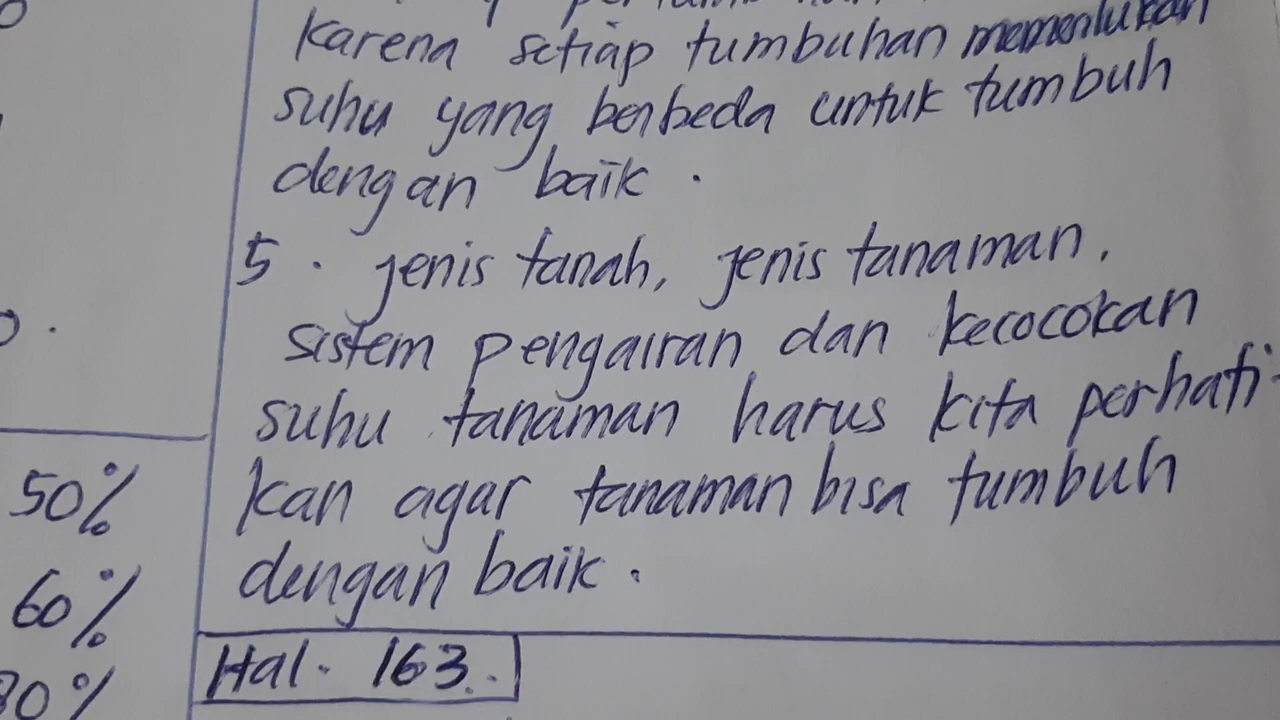 karena setiap tumbuhan memerlukan
suhu yang berbeda untuk tumbuh
dengan baik.
5. jenis tanah, jenis tanaman,
sistem pengairan dan kecocokan
suhu tanaman harus kita perhati-
kan agar tanaman bisa tumbuh
dengan baik.
50%
60%
Hal. 163.